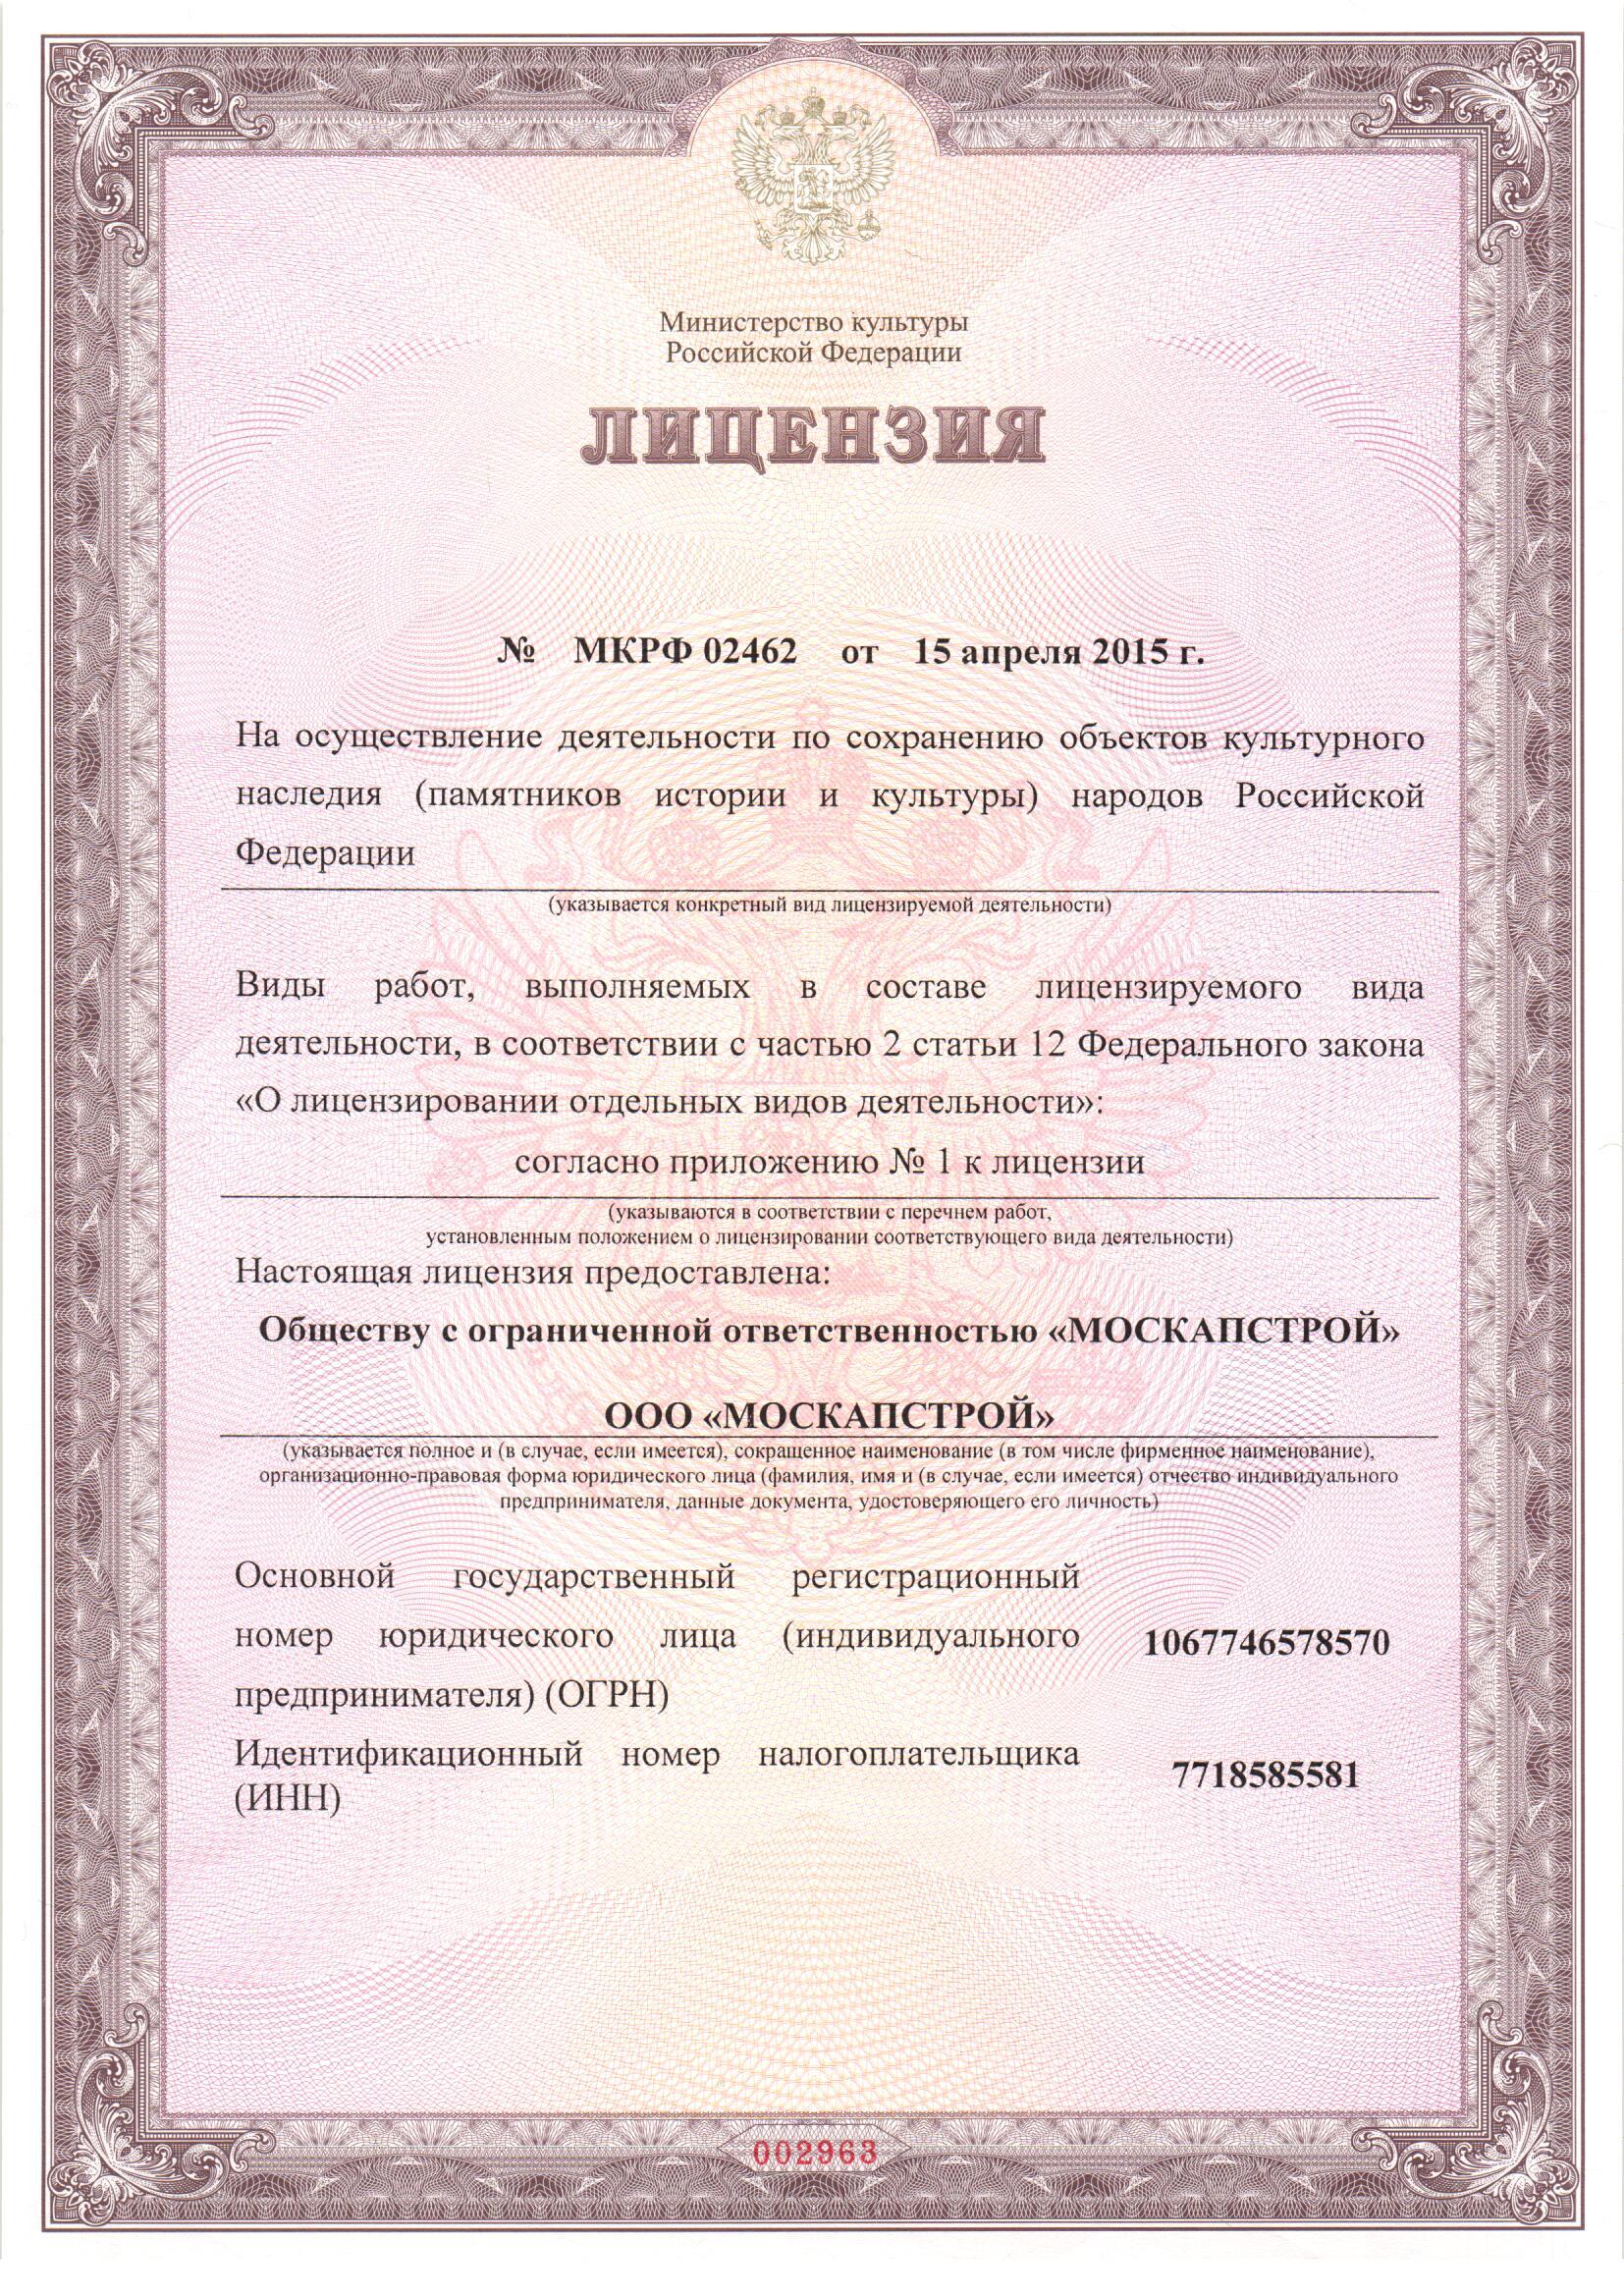 Министерство культуры
Российской Федерации
ЛИЦЕНЗИЯ
№ МКРФ 02462 от 15 апреля 2015 г.
На осуществление деятельности по сохранению объектов культурного
наследия (памятников истории и культуры) народов Российской
Федерации
(указывается конкретный вид лицензируемой деятельности)
Виды работ, выполняемых в составе лицензируемого вида
деятельности, в соответствии с частью 2 статьи 12 Федерального закона
«О лицензировании отдельных видов деятельности»:
согласно приложению № 1 к лицензии
(указываются в соответствии с перечнем работ,
установленным положением о лицензировании соответствующего вида деятельности)
Настоящая лицензия предоставлена:
Обществу с ограниченной ответственностью «МОСКАПСТРОЙ»
ООО «МОСКАПСТРОЙ»
(указывается полное и (в случае, если имеется), сокращенное наименование (в том числе фирменное наименование),
организационно-правовая форма юридического лица (фамилия, имя и (в случае, если имеется) отчество индивидуального
предпринимателя, данные документа, удостоверяющего его личность)
Основной государственный регистрационный
номер юридического лица (индивидуального 1067746578570
предпринимателя) (ОГРН)
Идентификационный номер налогоплательщика
(ИНН) 7718585581
002963